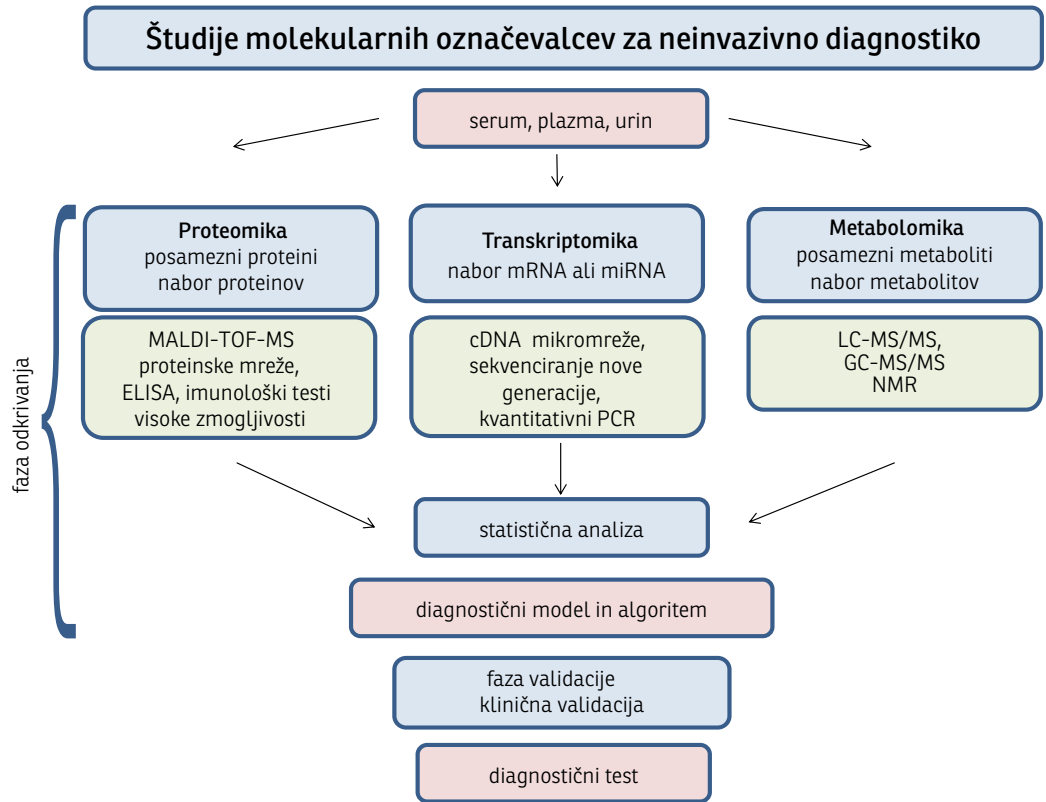 Študije molekularnih označevalcev za neinvazivno diagnostiko
serum, plazma, urin
faza odkrivanja
Proteomika
posamezni proteini
nabor proteinov
MALDI-TOF-MS
proteinske mreže,
ELISA, imunološki testi
visoke zmogljivosti
Transkriptomika
nabor mRNA ali miRNA
cDNA mikromreže,
sekvenciranje nove
generacije,
kvantitativni PCR
Metabolomika
posamezni metaboliti
nabor metabolitov
LC-MS/MS,
GC-MS/MS
NMR
statistična analiza
diagnostični model in algoritem
faza validacije
klinična validacija
diagnostični test